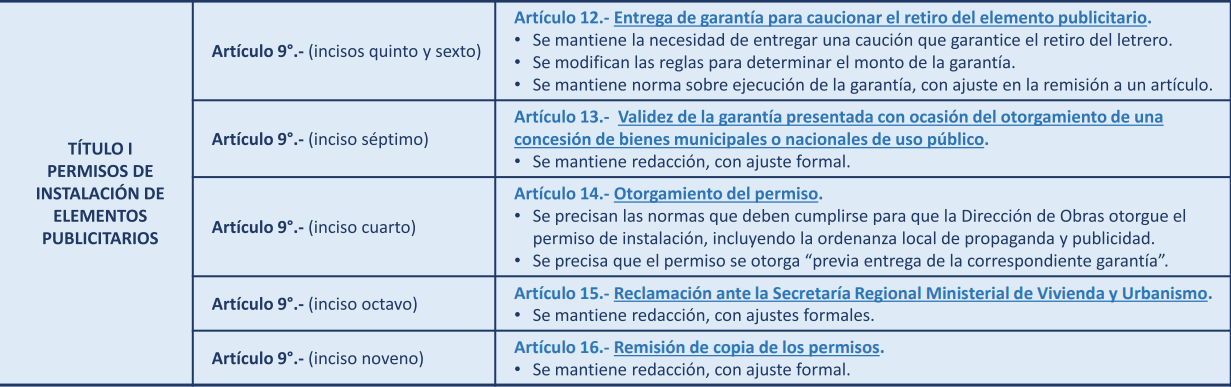 TÍTULO I
PERMISOS DE
INSTALACIÓN DE
ELEMENTOS
PUBLICITARIOS
Artículo 9°.- (incisos quinto y sexto)
Artículo 12.- Entrega de garantía para caucionar el retiro del elemento publicitario.
• Se mantiene la necesidad de entregar una caución que garantice el retiro del letrero.
• Se modifican las reglas para determinar el monto de la garantía.
• Se mantiene norma sobre ejecución de la garantía, con ajuste en la remisión a un artículo.
Artículo 9°.- (inciso séptimo)
Artículo 13.- Validez de la garantía presentada con ocasión del otorgamiento de una
concesión de bienes municipales o nacionales de uso público.
• Se mantiene redacción, con ajuste formal.
Artículo 9°.- (inciso cuarto)
Artículo 14.- Otorgamiento del permiso.
• Se precisan las normas que deben cumplirse para que la Dirección de Obras otorgue el
permiso de instalación, incluyendo la ordenanza local de propaganda y publicidad.
• Se precisa que el permiso se otorga “previa entrega de la correspondiente garantía”.
Artículo 9°.- (inciso octavo)
Artículo 15.- Reclamación ante la Secretaría Regional Ministerial de Vivienda y Urbanismo.
• Se mantiene redacción, con ajustes formales.
Artículo 9°.- (inciso noveno)
Artículo 16.- Remisión de copia de los permisos.
• Se mantiene redacción, con ajuste formal.